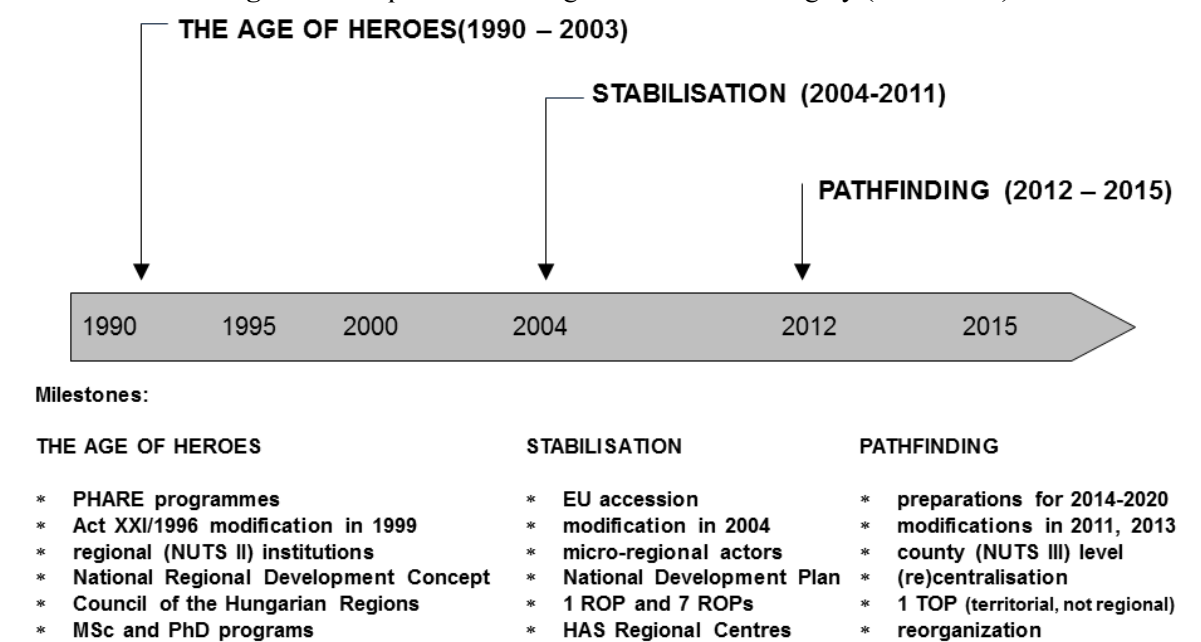 THE AGE OF HEROES(1990 – 2003)
STABILISATION (2004-2011)
PATHFINDING (2012 – 2015)
1990 1995 2000 2004 2012 2015
Milestones:
THE AGE OF HEROES
* PHARE programmes
* Act XXI/1996 modification in 1999
* regional (NUTS II) institutions
* National Regional Development Concept
* Council of the Hungarian Regions
* MSc and PhD programs
STABILISATION
* EU accession
* modification in 2004
* micro-regional actors
* National Development Plan
* 1 ROP and 7 ROPs
* HAS Regional Centres
PATHFINDING
* preparations for 2014-2020
* modifications in 2011, 2013
* county (NUTS III) level
* (re)centralisation
* 1 TOP (territorial, not regional)
* reorganization